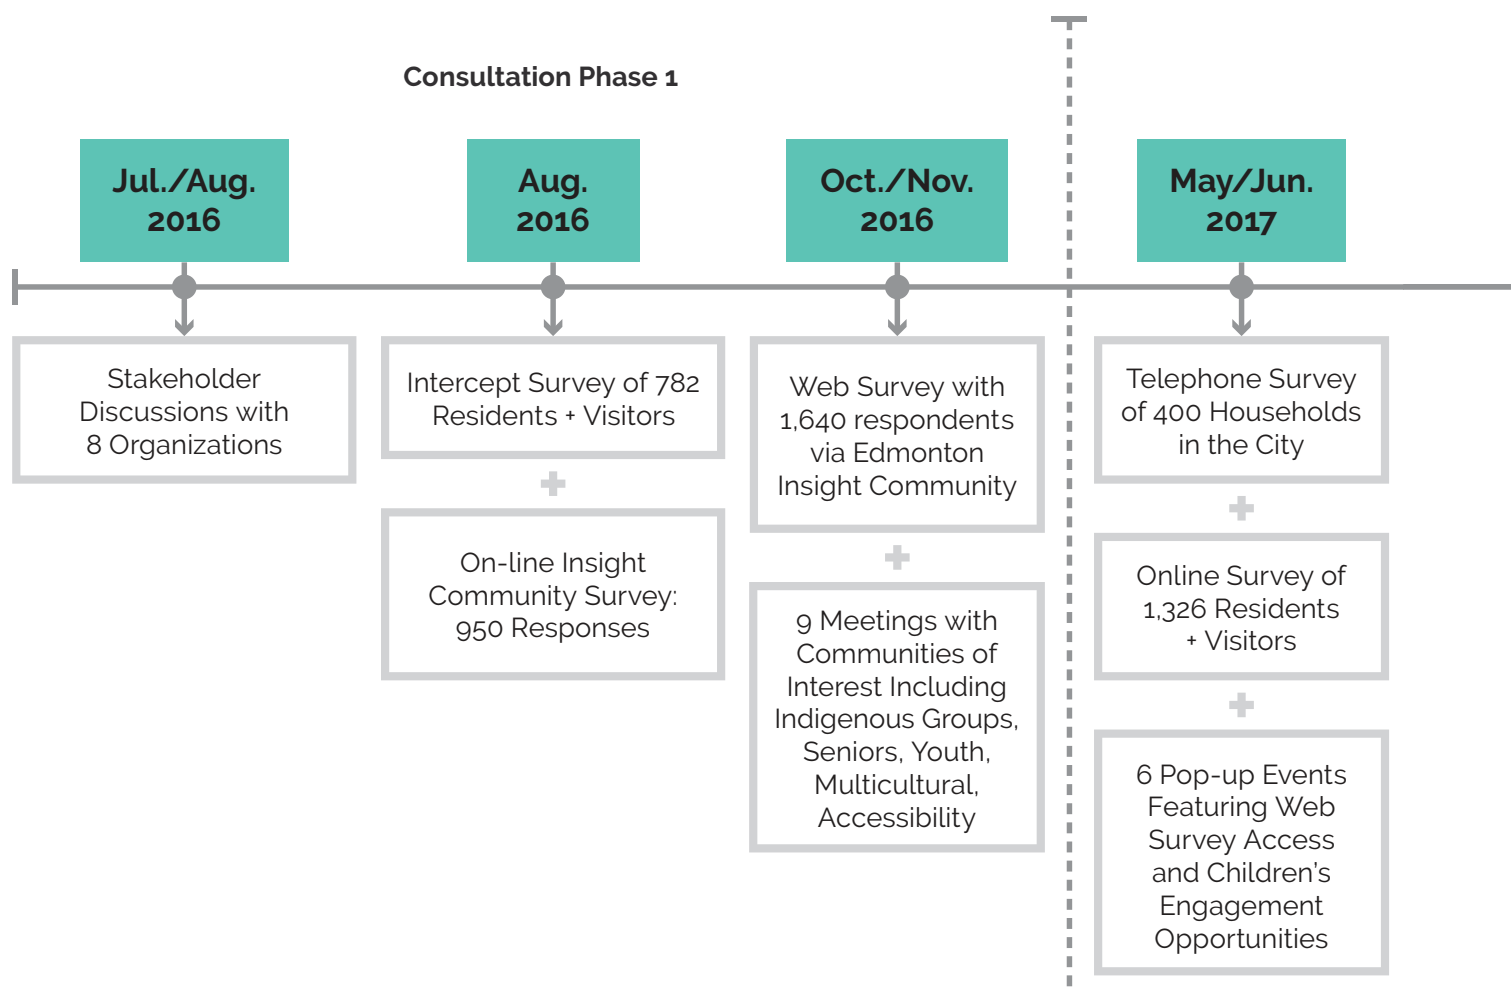 Consultation Phase 1
Jul./Aug.
2016
Stakeholder
Discussions with
8 Organizations
Aug.
2016
Intercept Survey of 782
Residents + Visitors
On-line Insight
Community Survey:
950 Responses
Oct./Nov.
2016
Web Survey with
1,640 respondents
via Edmonton
Insight Community
9 Meetings with
Communities of
Interest Including
Indigenous Groups,
Seniors, Youth,
Multicultural,
Accessibility
May/Jun.
2017
Telephone Survey
of 400 Households
in the City
Online Survey of
1,326 Residents
+ Visitors
6 Pop-up Events
Featuring Web
Survey Access
and Children’s
Engagement
Opportunities